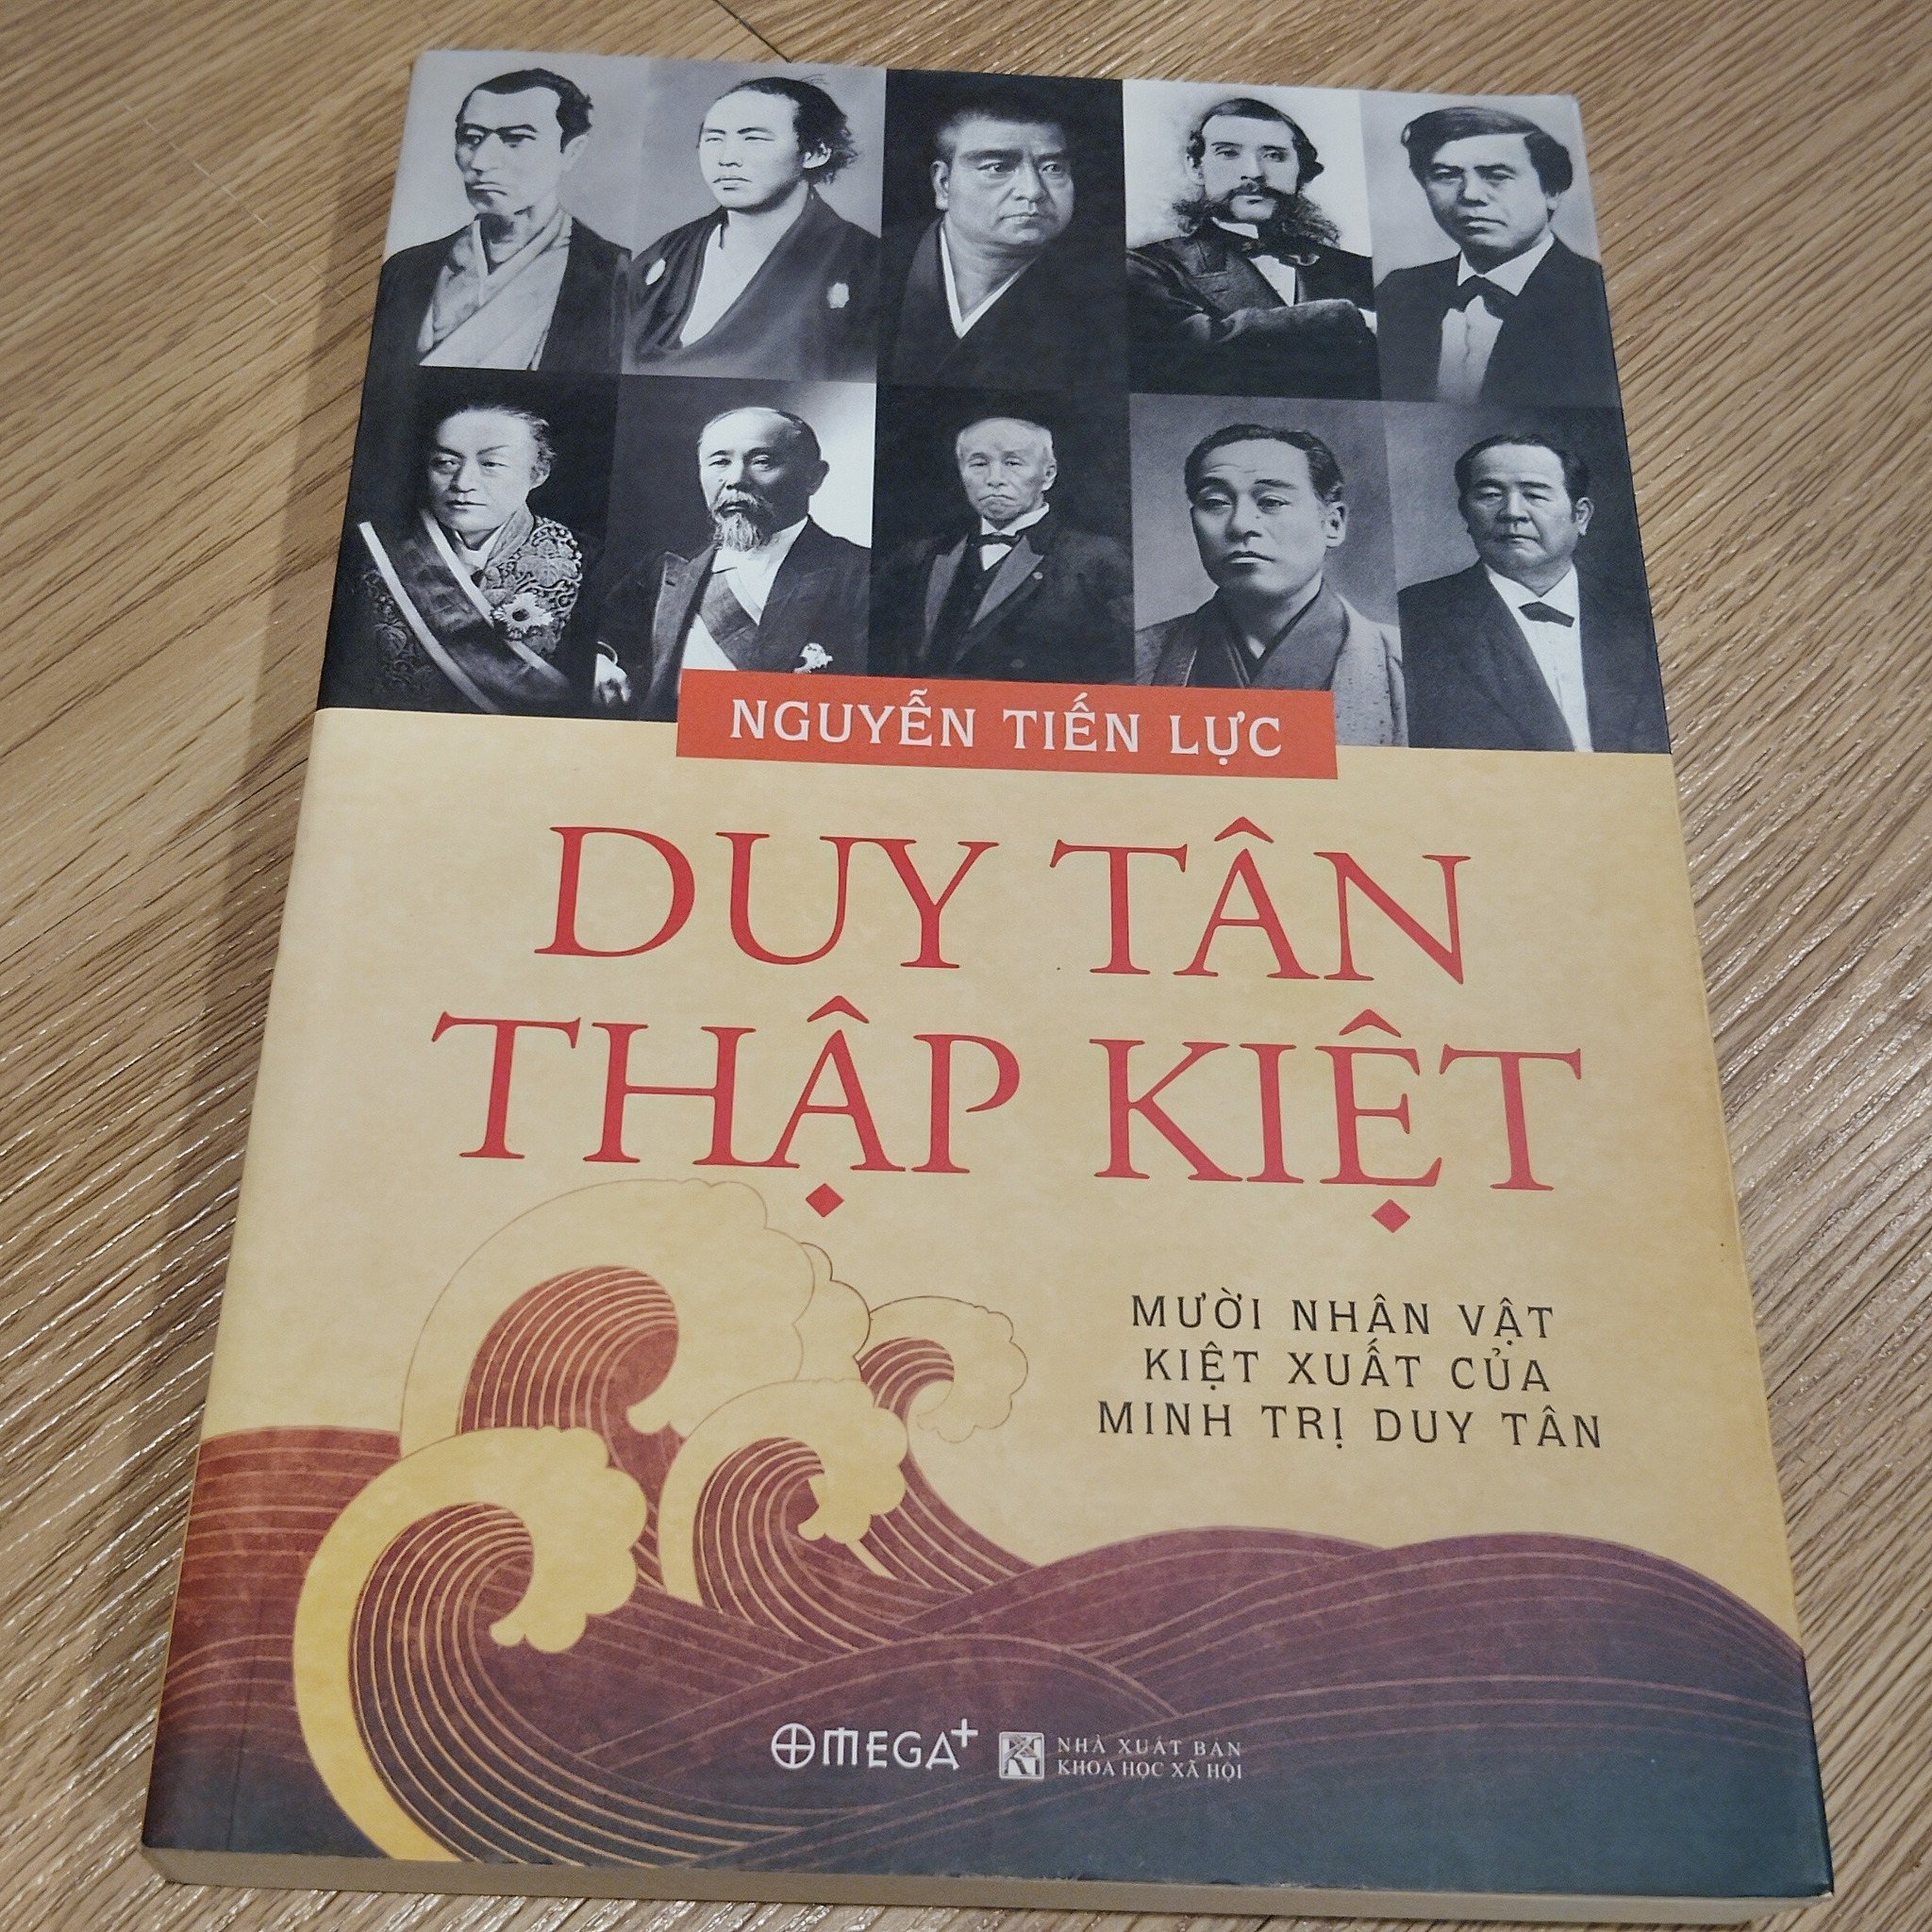 NGUYỄN TIẾN LỰC
DUY TÂN
THẬP KIỆT
MƯỜI NHÂN VẬT
KIỆT XUẤT CỦA
MINH TRỊ DUY TÂN
OMEGA+
NHÀ XUẤT BẢN
KHOA HỌC XÃ HỘI